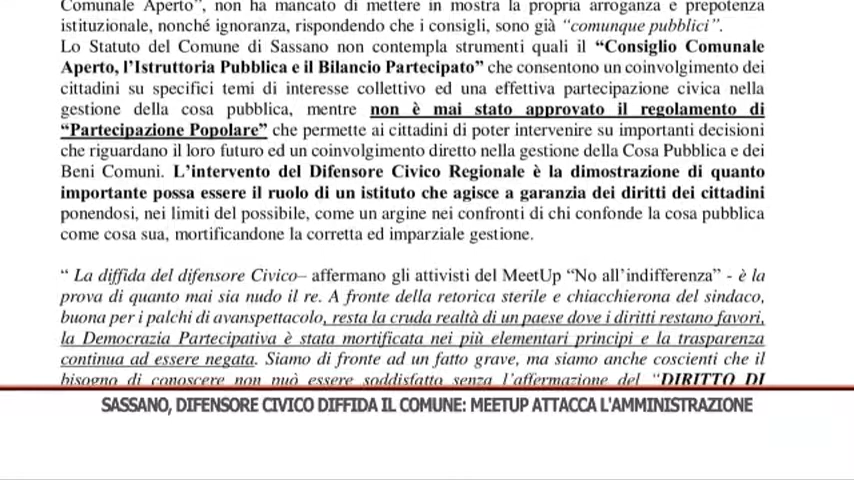 Comunale Aperto”, non ha mancato di mettere in mostra la propria arroganza e prepotenza
istituzionale, nonché ignoranza, rispondendo che i consigli, sono già “comunque pubblici”.
Lo Statuto del Comune di Sassano non contempla strumenti quali il “Consiglio Comunale
Aperto, l’Istruttoria Pubblica e il Bilancio Partecipato” che consentono un coinvolgimento dei
cittadini su specifici temi di interesse collettivo ed una effettiva partecipazione civica nella
gestione della cosa pubblica, mentre non è mai stato approvato il regolamento di
“Partecipazione Popolare” che permette ai cittadini di poter intervenire su importanti decisioni
che riguardano il loro futuro ed un coinvolgimento diretto nella gestione della Cosa Pubblica e dei
Beni Comuni. L’intervento del Difensore Civico Regionale è la dimostrazione di quanto
importante possa essere il ruolo di un istituto che agisce a garanzia dei diritti dei cittadini
ponendosi, nei limiti del possibile, come un argine nei confronti di chi confonde la cosa pubblica
come cosa sua, mortificandone la corretta ed imparziale gestione.
“ La diffida del difensore Civico– affermano gli attivisti del MeetUp “No all’indifferenza” - è la
prova di quanto mai sia nudo il re. A fronte della retorica sterile e chiacchierona del sindaco,
buona per i palchi di avanspettacolo, resta la cruda realtà di un paese dove i diritti restano favori,
la Democrazia Partecipativa è stata mortificata nei più elementari principi e la trasparenza
continua ad essere negata. Siamo di fronte ad un fatto grave, ma siamo anche coscienti che il
bisogno di conoscere non può essere soddisfatto senza l’affermazione del “DIRITTO DI
SASSANO, DIFENSORE CIVICO DIFFIDA IL COMUNE: MEETUP ATTACCA L'AMMINISTRAZIONE